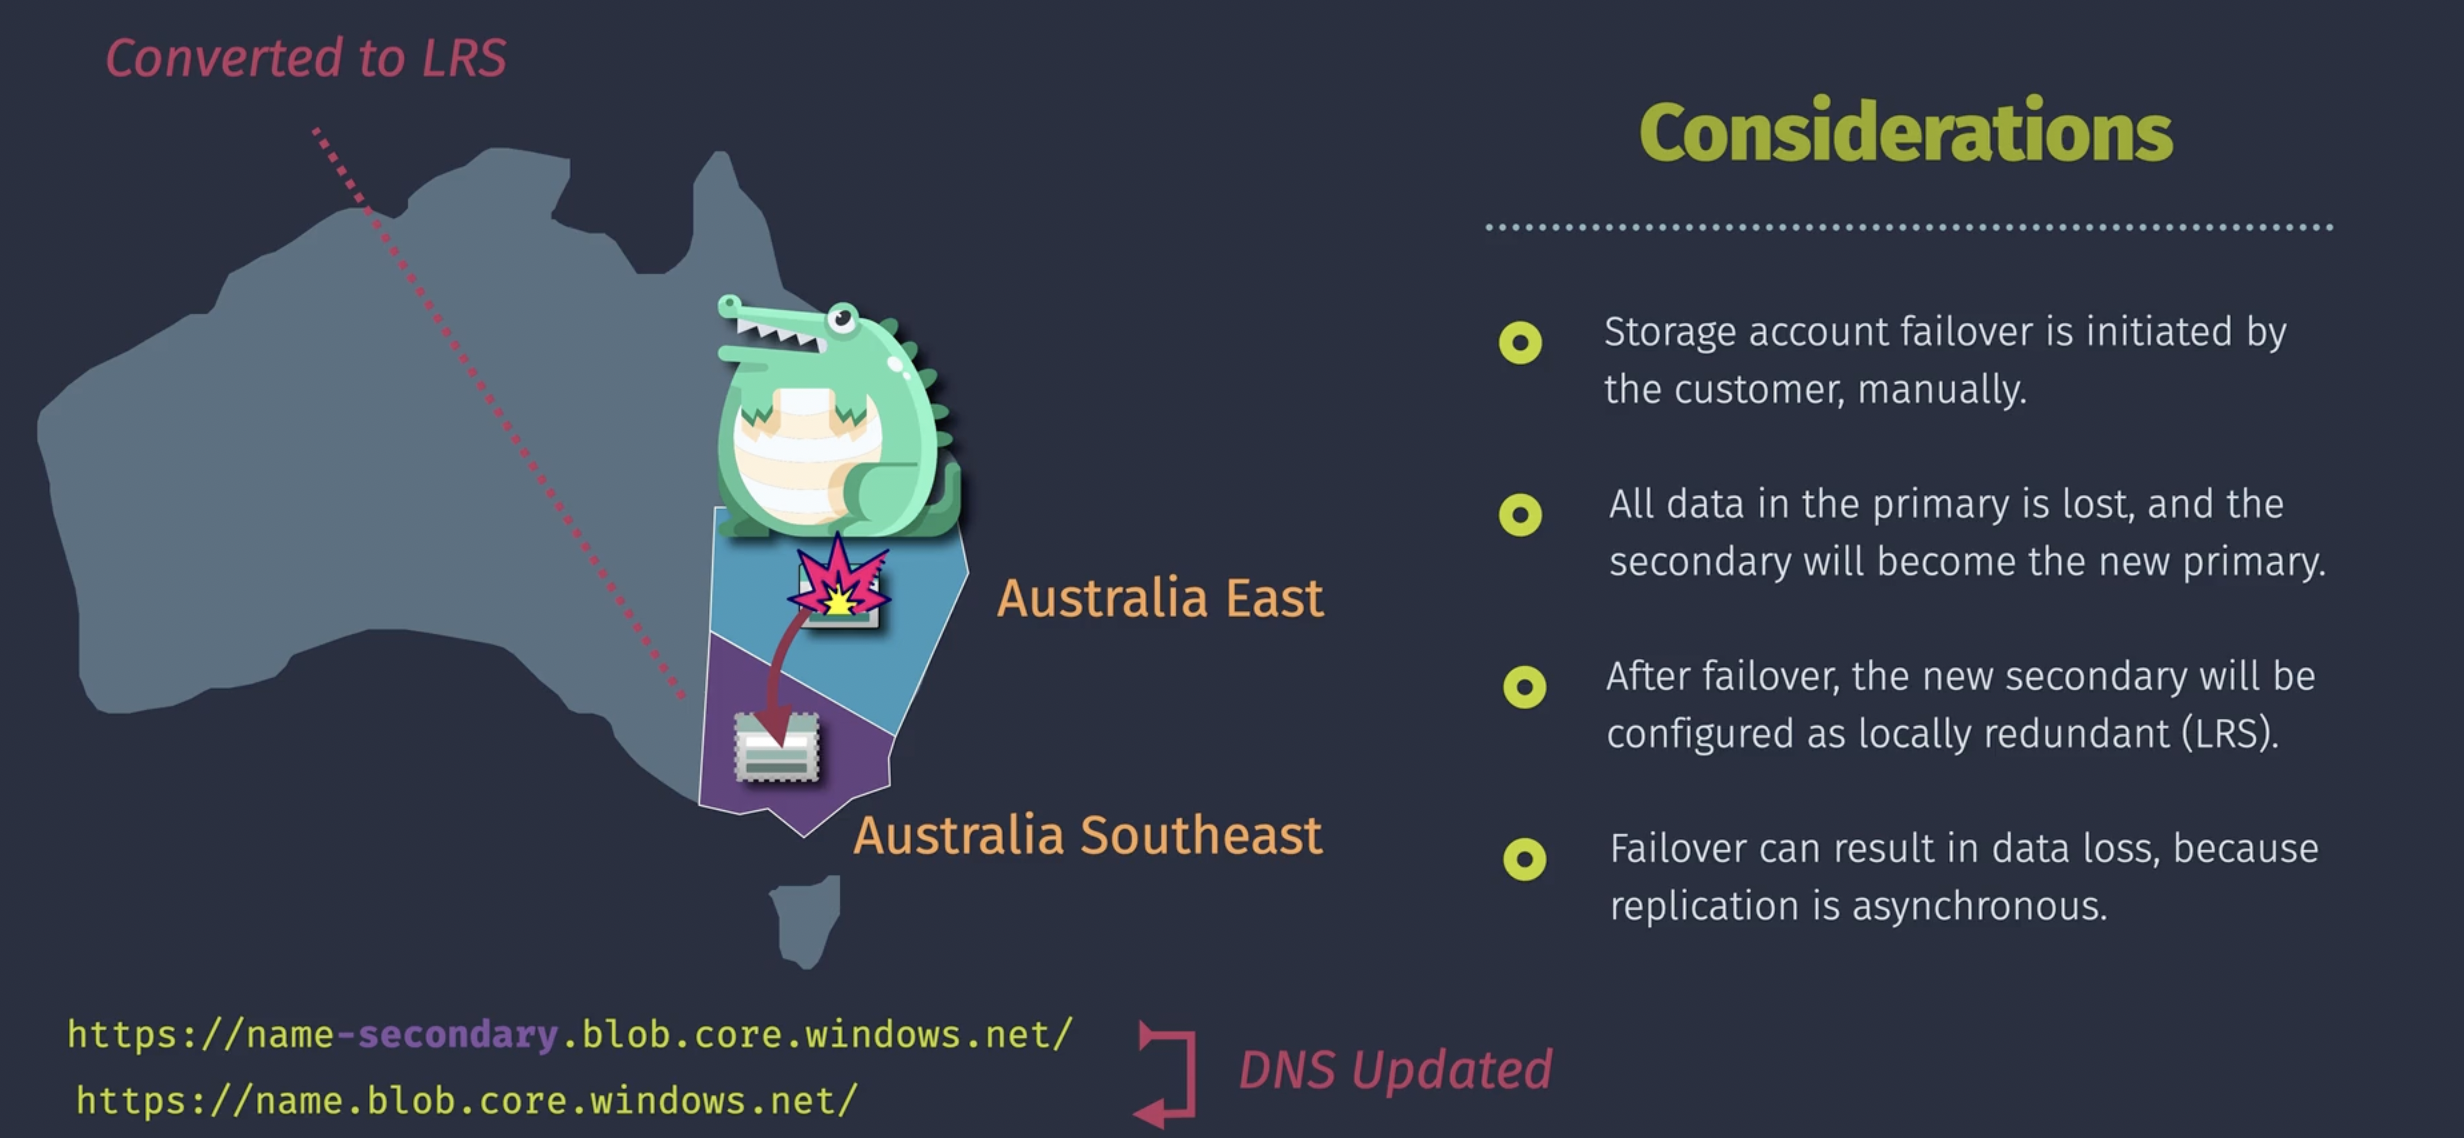 Converted to LRS
Australia East
Australia Southeast
https://name-secondary.blob.core.windows.net/
https://name.blob.core.windows.net/
DNS Updated
Considerations
Storage account failover is initiated by
the customer, manually.
All data in the primary is lost, and the
secondary will become the new primary.
After failover, the new secondary will be
configured as locally redundant (LRS).
Failover can result in data loss, because
replication is asynchronous.